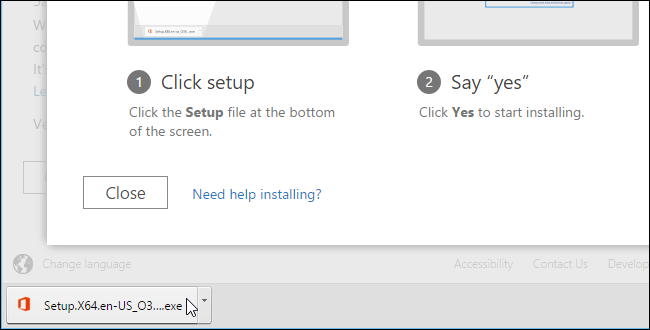 Setup.X64.en-us_O3l...exe
1 Click setup
Click the Setup file at the bottom
of the screen.
2 Say “yes”
Click Yes to start installing.
Close
Need help installing?
Change language
Accessibility
Contact Us
Develop
Setup.X64.en-US_O3....exe